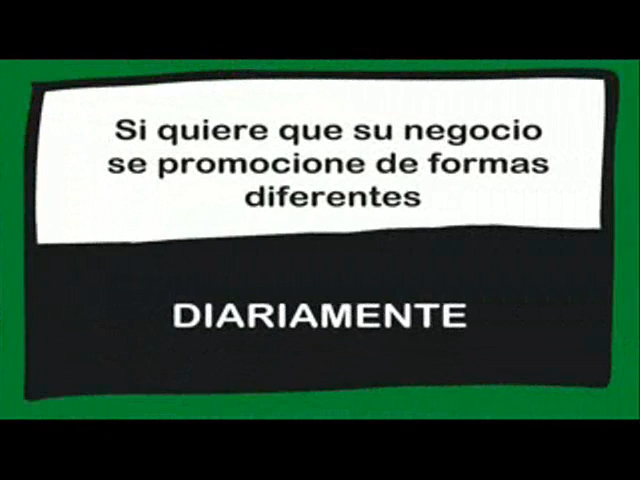 Si quiere que su negocio
se promocione de formas
diferentes
DIARIAMENTE